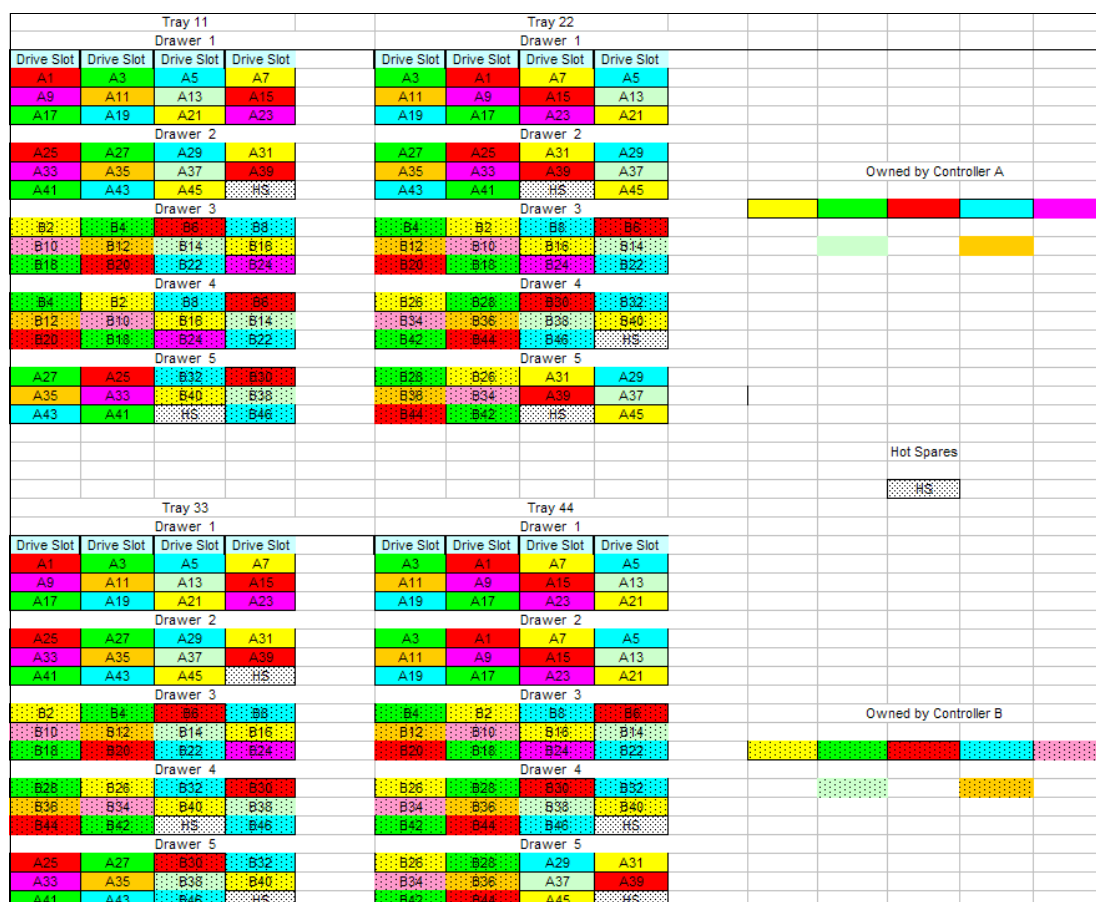 Tray 11 Tray 22
Drawer 1 Drawer 1
Drive Slot Drive Slot Drive Slot Drive Slot Drive Slot Drive Slot Drive Slot Drive Slot
A1 A3 A5 A7 A3 A1 A7 A5
A9 A11 A13 A15 A11 A9 A15 A13
A17 A19 A21 A23 A19 A17 A23 A21
Drawer 2 Drawer 2
A25 A27 A29 A31 A27 A25 A31 A29
A33 A35 A37 A39 A35 A33 A39 A37 Owned by Controller A
A41 A43 A45 HS A43 A41 HS A45
Drawer 3 Drawer 3
B2 B4 B6 B8 B4 B2 B8 B6
B10 B12 B14 B16 B12 B10 B16 B14
B18 B20 B22 B24 B20 B18 B24 B22
Drawer 4 Drawer 4
B4 B2 B8 B6 B26 B28 B30 B32
B12 B10 B16 B14 B34 B36 B38 B40
B20 B18 B24 B22 B42 B44 B46 HS
Drawer 5 Drawer 5
A27 A25 B32 B30 B28 B26 A31 A29
A35 A33 B40 B38 B36 B34 A39 A37
A43 A41 HS B46 B44 B42 HS A45
Hot Spares
HS
Tray 33 Tray 44
Drawer 1 Drawer 1
Drive Slot Drive Slot Drive Slot Drive Slot Drive Slot Drive Slot Drive Slot Drive Slot
A1 A3 A5 A7 A3 A1 A7 A5
A9 A11 A13 A15 A11 A9 A15 A13
A17 A19 A21 A23 A19 A17 A23 A21
Drawer 2 Drawer 2
A25 A27 A29 A31 A3 A1 A7 A5
A33 A35 A37 A39 A11 A9 A15 A13
A41 A43 A45 HS A19 A17 A23 A21
Drawer 3 Drawer 3
B2 B4 B6 B8 B4 B2 B8 B6 Owned by Controller B
B10 B12 B14 B16 B12 B10 B16 B14
B18 B20 B22 B24 B20 B18 B24 B22
Drawer 4 Drawer 4
B28 B26 B32 B30 B26 B28 B30 B32
B36 B34 B40 B38 B34 B36 B38 B40
B44 B42 HS B46 B42 B44 B46 HS
Drawer 5 Drawer 5
A25 A27 B30 B32 B26 B28 A29 A31
A33 A35 B38 B40 B34 B36 A37 A39
A41 A43 B46 HS B42 B44 A45 HS